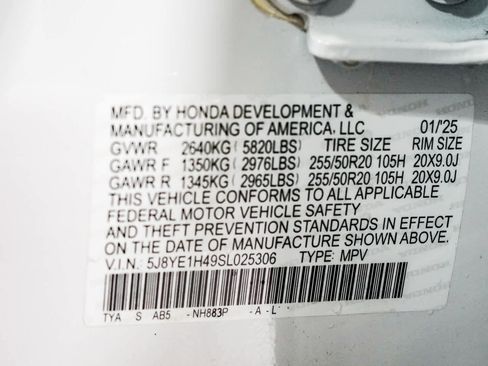 MFD. BY HONDA DEVELOPMENT &
MANUFACTURING OF AMERICA, LLC 01/'25
GVWR 2640KG ( 5820LBS) TIRE SIZE RIM SIZE
GAWR F 1350KG ( 2976LBS) 255/50R20 105H 20X9.0J
GAWR R 1345KG ( 2965LBS) 255/50R20 105H 20X9.0J
THIS VEHICLE CONFORMS TO ALL APPLICABLE
FEDERAL MOTOR VEHICLE SAFETY
AND THEFT PREVENTION STANDARDS IN EFFECT
ON THE DATE OF MANUFACTURE SHOWN ABOVE.
V.I.N.: 5J8YE1H49SL025306 TYPE: MPV
TYA S AB5 -NH883P -A-L